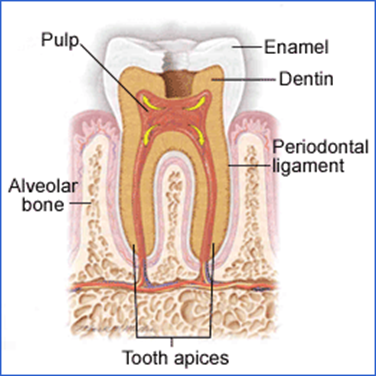 Pulp
Enamel
Dentin
Periodontal
ligament
Alveolar
bone
Tooth apices